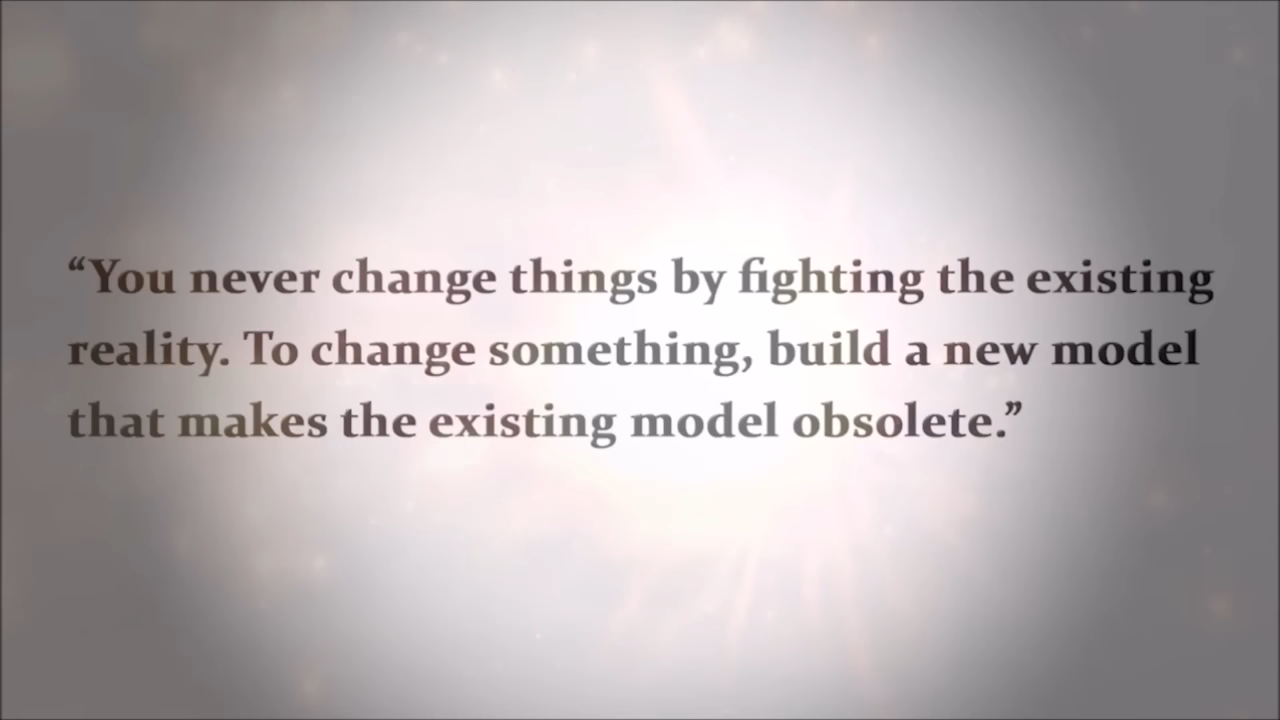 “You never change things by fighting the existing
reality. To change something, build a new model
that makes the existing model obsolete.”